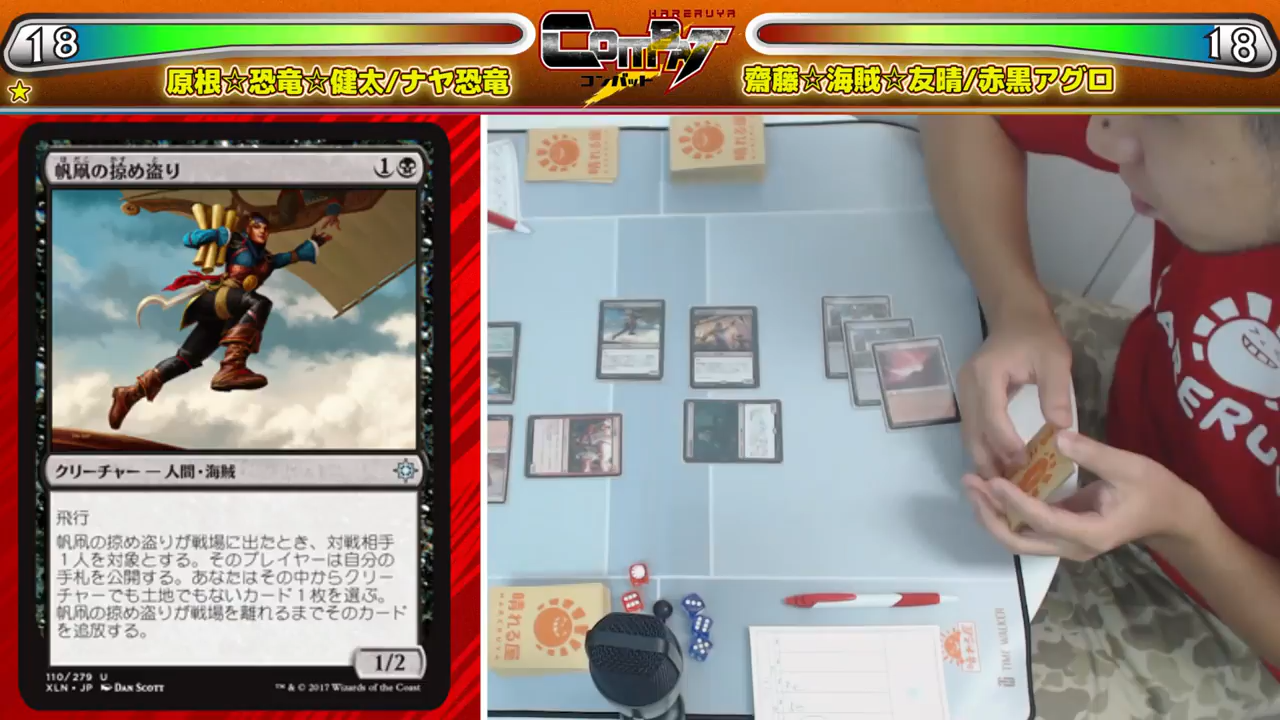 18
原根☆恐竜☆健太/ナヤ恐竜
HARERUYA
COMBAT
コンバット
18
齋藤☆海賊☆友晴/赤黒アグロ
帆凧の掠め盗り
1
クリーチャー — 人間・海賊
飛行
帆凧の掠め盗りが戦場に出たとき、対戦相手
1人を対象とする。そのプレイヤーは自分の
手札を公開する。あなたはその中からクリー
チャーでも土地でもないカード1枚を選ぶ。
帆凧の掠め盗りが戦場を離れるまでそのカード
を追放する。
1/2
110/279 U
XLN • JP DAN SCOTT
™ & © 2017 Wizards of the Coast
晴れる屋
晴れる屋
晴れる屋
HARERUYA
TIME WALKER